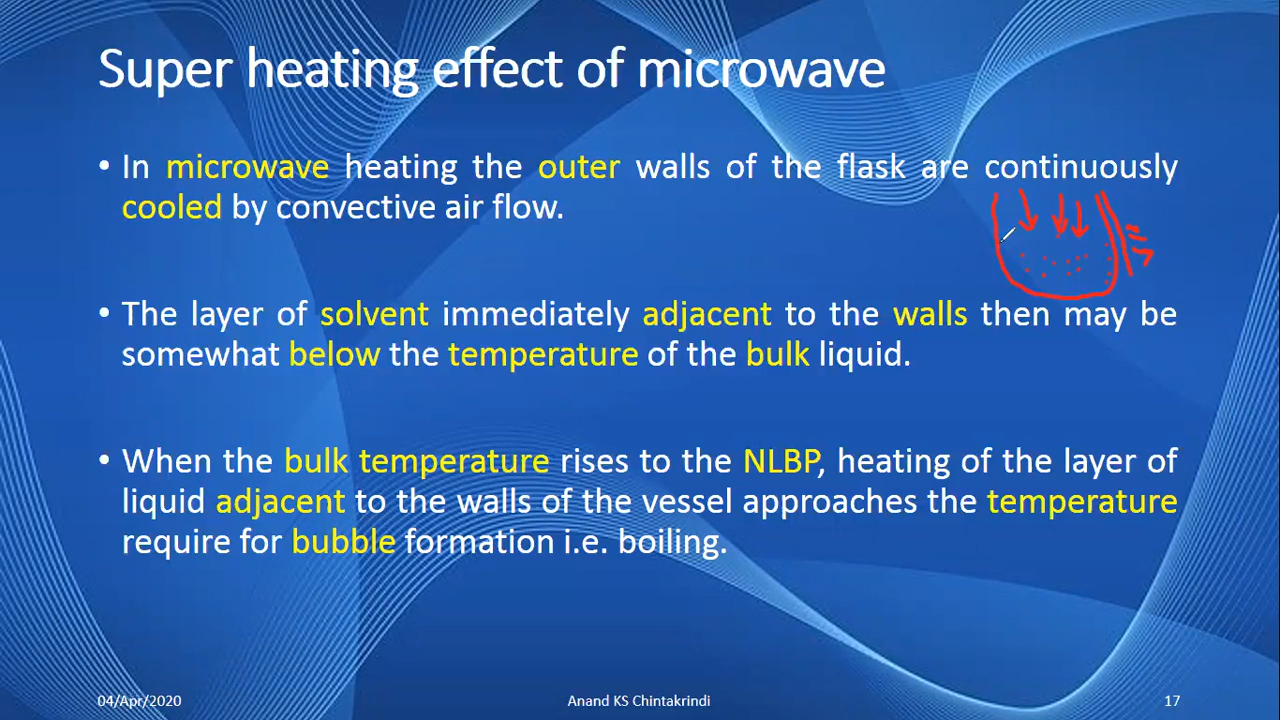 Super heating effect of microwave
• In microwave heating the outer walls of the flask are continuously
cooled by convective air flow.
• The layer of solvent immediately adjacent to the walls then may be
somewhat below the temperature of the bulk liquid.
• When the bulk temperature rises to the NLBP, heating of the layer of
liquid adjacent to the walls of the vessel approaches the temperature
require for bubble formation i.e. boiling.
04/Apr/2020
Anand KS Chintakrindi
17